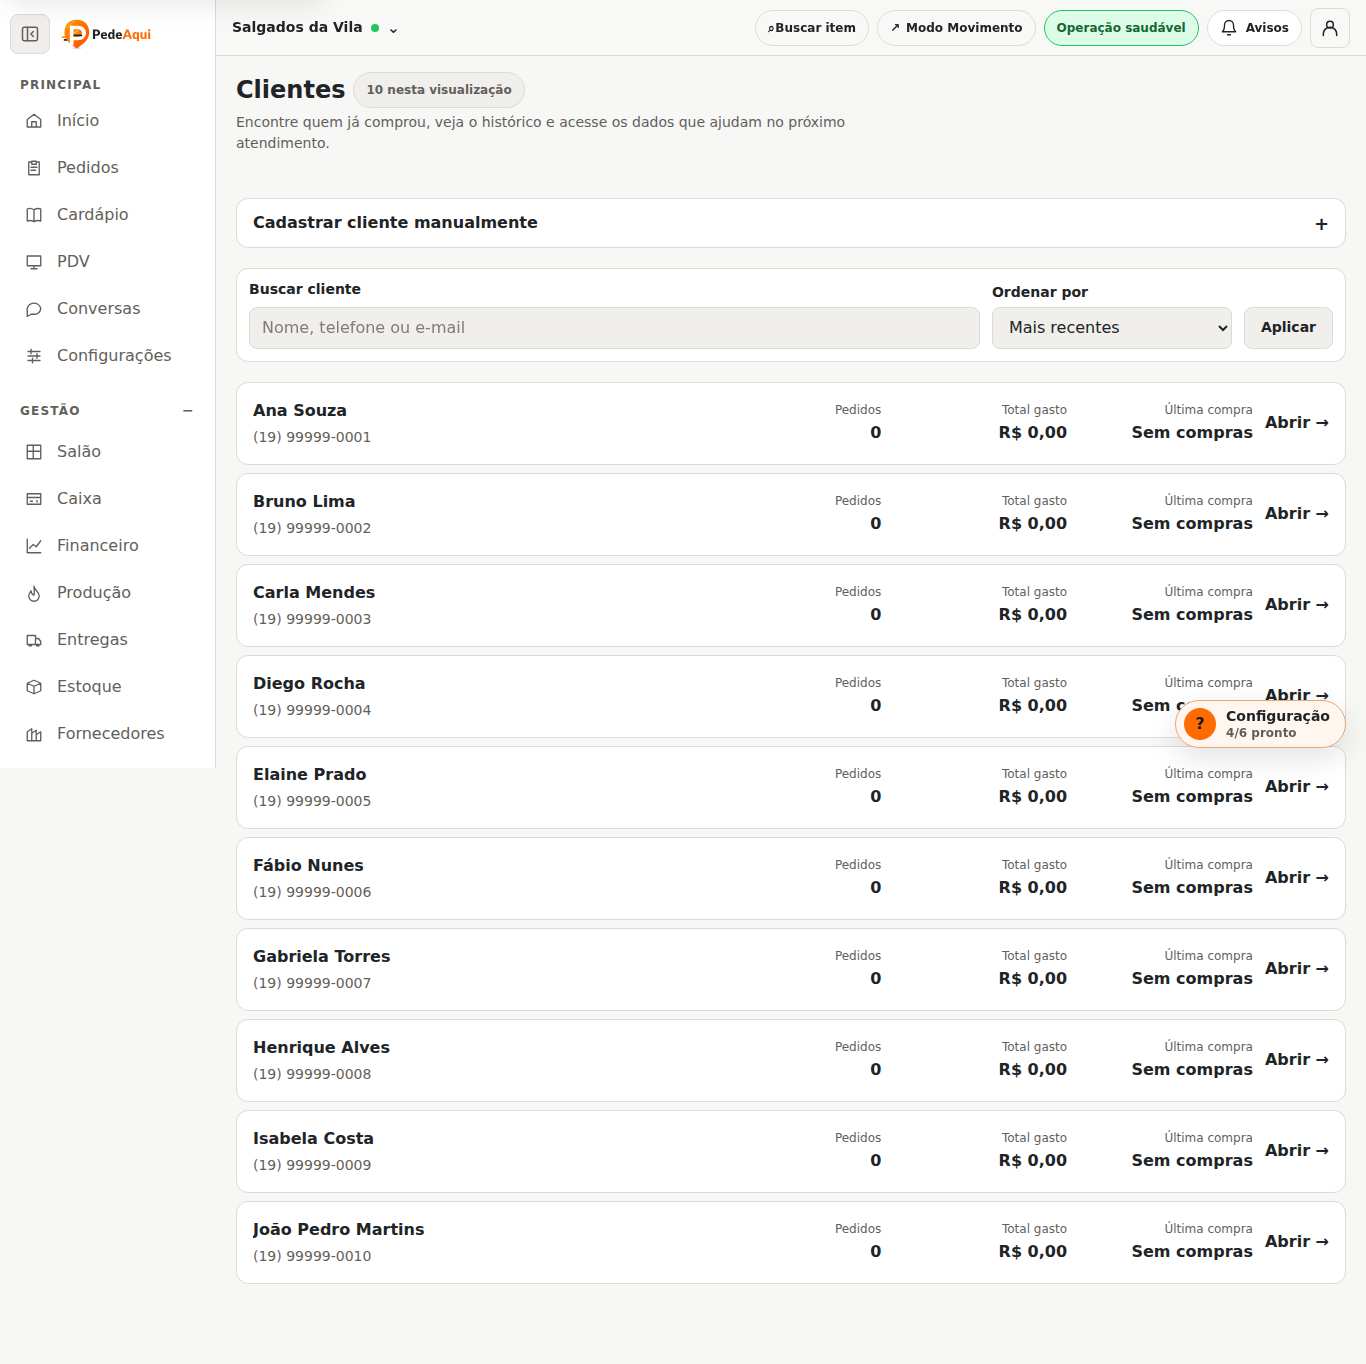 PedeAqui
PRINCIPAL
Início
Pedidos
Cardápio
PDV
Conversas
Configurações
GESTÃO −
Salão
Caixa
Financeiro
Produção
Entregas
Estoque
Fornecedores
Salgados da Vila
Buscar item
↗ Modo Movimento
Operação saudável
Avisos
Clientes 10 nesta visualização
Encontre quem já comprou, veja o histórico e acesse os dados que ajudam no próximo
atendimento.
Cadastrar cliente manualmente +
Buscar cliente
Nome, telefone ou e-mail
Ordenar por
Mais recentes
Aplicar
Ana Souza
(19) 99999-0001
Pedidos
0
Total gasto
R$ 0,00
Última compra
Sem compras
Abrir →
Bruno Lima
(19) 99999-0002
Pedidos
0
Total gasto
R$ 0,00
Última compra
Sem compras
Abrir →
Carla Mendes
(19) 99999-0003
Pedidos
0
Total gasto
R$ 0,00
Última compra
Sem compras
Abrir →
Diego Rocha
(19) 99999-0004
Pedidos
0
Total gasto
R$ 0,00
Última compra
Sem
Abrir →
? Configuração
4/6 pronto
Elaine Prado
(19) 99999-0005
Pedidos
0
Total gasto
R$ 0,00
Última compra
Sem compras
Abrir →
Fábio Nunes
(19) 99999-0006
Pedidos
0
Total gasto
R$ 0,00
Última compra
Sem compras
Abrir →
Gabriela Torres
(19) 99999-0007
Pedidos
0
Total gasto
R$ 0,00
Última compra
Sem compras
Abrir →
Henrique Alves
(19) 99999-0008
Pedidos
0
Total gasto
R$ 0,00
Última compra
Sem compras
Abrir →
Isabela Costa
(19) 99999-0009
Pedidos
0
Total gasto
R$ 0,00
Última compra
Sem compras
Abrir →
João Pedro Martins
(19) 99999-0010
Pedidos
0
Total gasto
R$ 0,00
Última compra
Sem compras
Abrir →